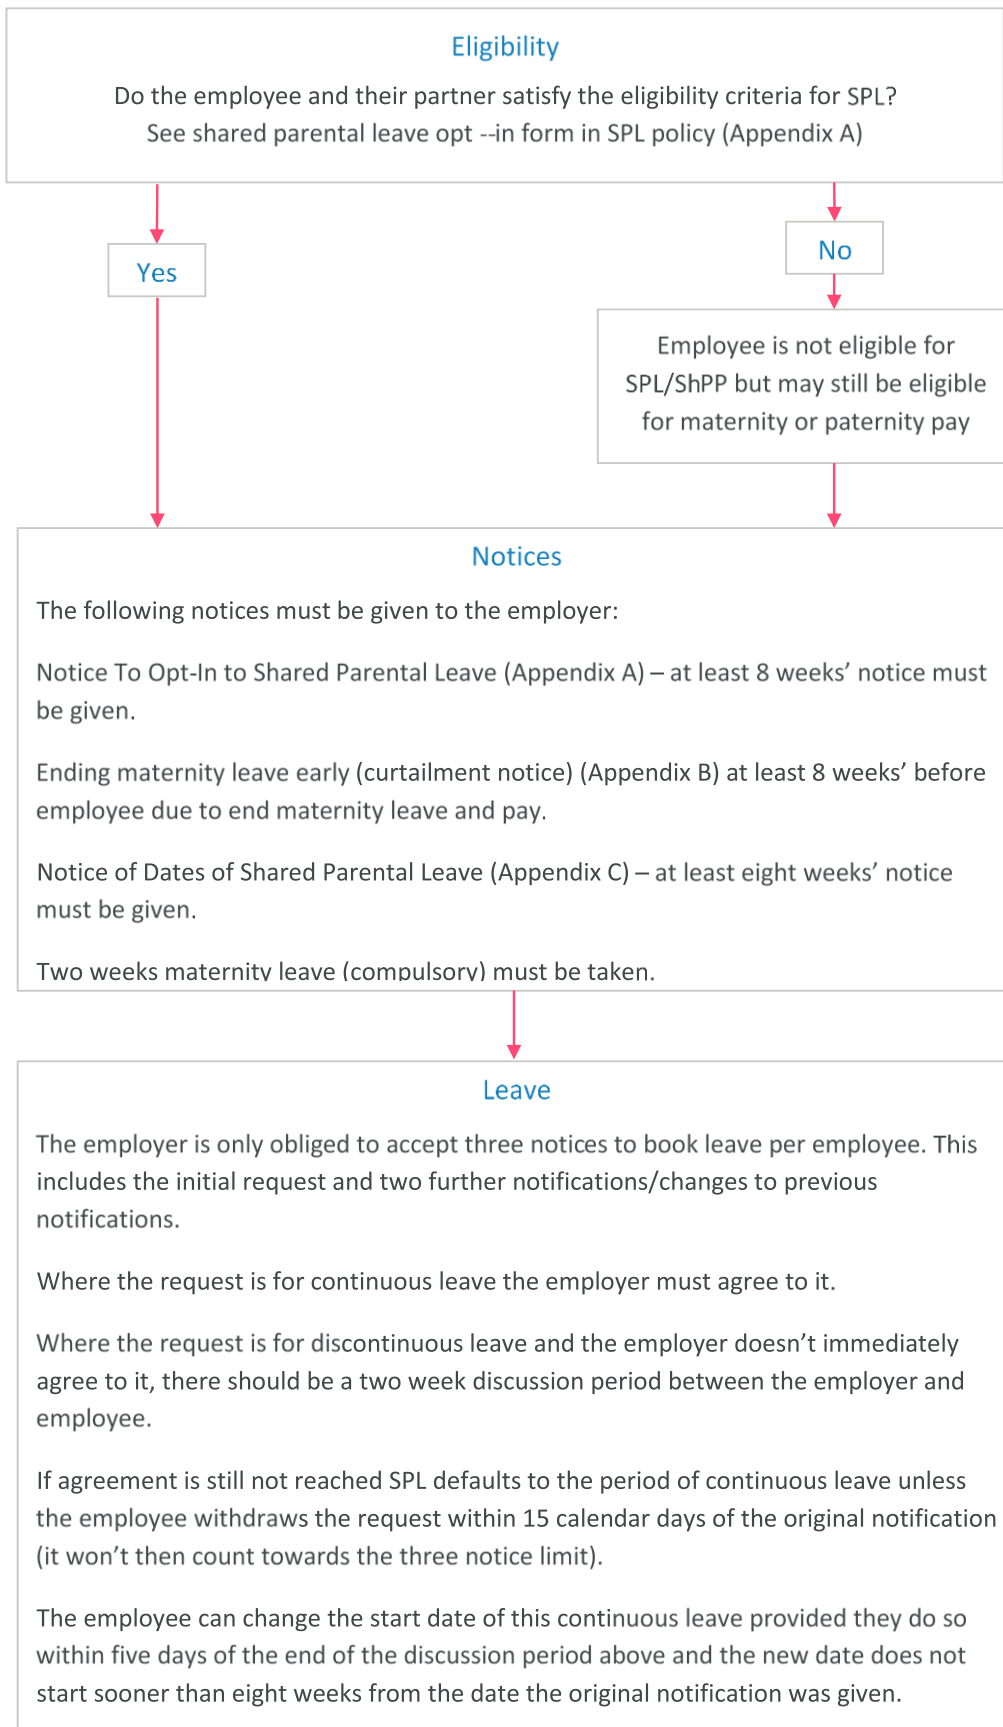 Eligibility
Do the employee and their partner satisfy the eligibility criteria for SPL?
See shared parental leave opt --in form in SPL policy (Appendix A)
Yes
No
Employee is not eligible for
SPL/ShPP but may still be eligible
for maternity or paternity pay
Notices
The following notices must be given to the employer:
Notice To Opt-In to Shared Parental Leave (Appendix A) – at least 8 weeks’ notice must
be given.
Ending maternity leave early (curtailment notice) (Appendix B) at least 8 weeks’ before
employee due to end maternity leave and pay.
Notice of Dates of Shared Parental Leave (Appendix C) – at least eight weeks’ notice
must be given.
Two weeks maternity leave (compulsory) must be taken.
Leave
The employer is only obliged to accept three notices to book leave per employee. This
includes the initial request and two further notifications/changes to previous
notifications.
Where the request is for continuous leave the employer must agree to it.
Where the request is for discontinuous leave and the employer doesn’t immediately
agree to it, there should be a two week discussion period between the employer and
employee.
If agreement is still not reached SPL defaults to the period of continuous leave unless
the employee withdraws the request within 15 calendar days of the original notification
(it won’t then count towards the three notice limit).
The employee can change the start date of this continuous leave provided they do so
within five days of the end of the discussion period above and the new date does not
start sooner than eight weeks from the date the original notification was given.